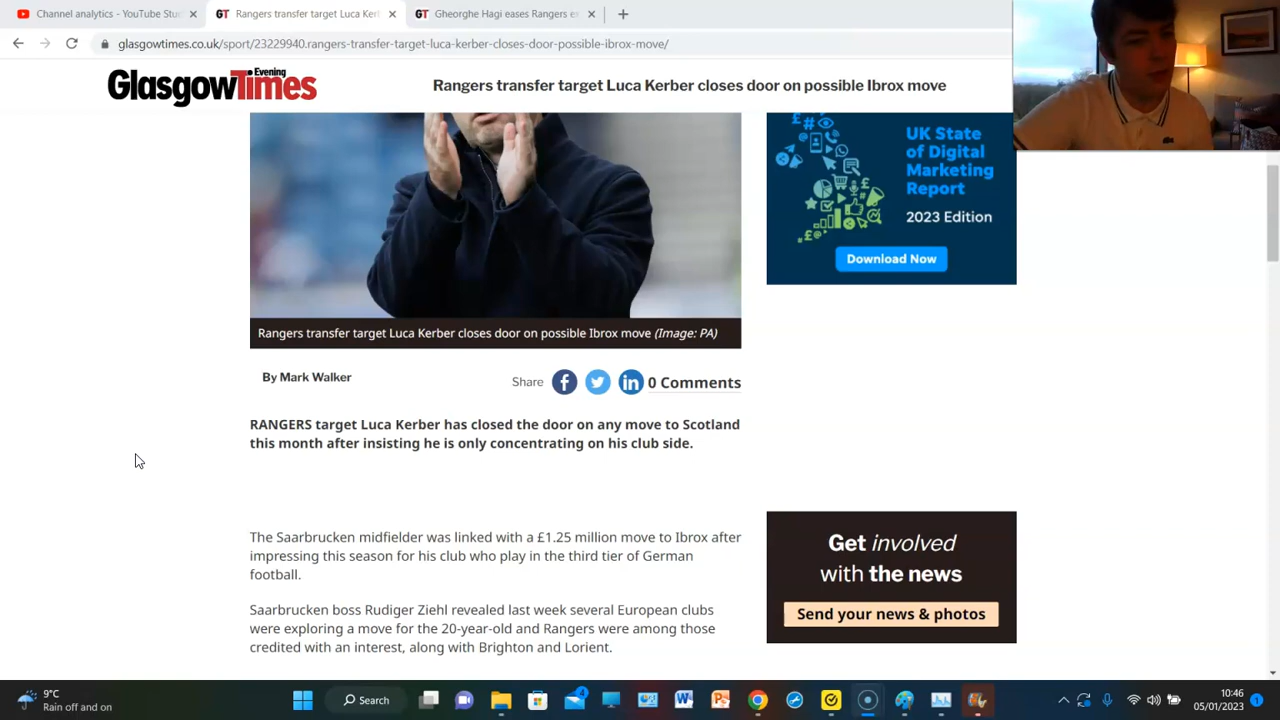 Channel analytics - YouTube Stu
Rangers transfer target Luca Ker
Gheorghe Hagi eases Rangers e
glasgowtimes.co.uk/sport/23229940.rangers-transfer-target-luca-kerber-closes-door-possible-ibrox-move/
Evening
GlasgowTimes
Rangers transfer target Luca Kerber closes door on possible Ibrox move
UK State
of Digital
Marketing
Report
2023 Edition
Download Now
Rangers transfer target Luca Kerber closes door on possible Ibrox move (Image: PA)
By Mark Walker
Share
0 Comments
RANGERS target Luca Kerber has closed the door on any move to Scotland
this month after insisting he is only concentrating on his club side.
The Saarbrucken midfielder was linked with a £1.25 million move to Ibrox after
impressing this season for his club who play in the third tier of German
football.
Saarbrucken boss Rudiger Ziehl revealed last week several European clubs
were exploring a move for the 20-year-old and Rangers were among those
credited with an interest, along with Brighton and Lorient.
Get involved
with the news
Send your news & photos
9°C
Rain off and on
Search
10:46
05/01/2023